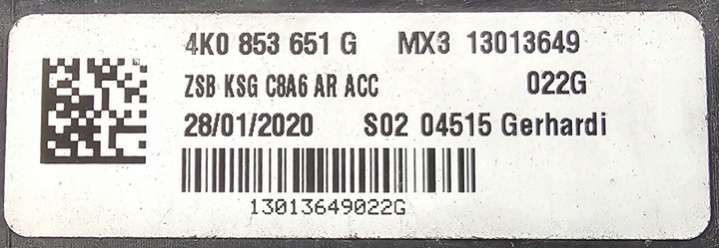 4K0 853 651 G MX3 13013649
ZSB KSG C8A6 AR ACC 022G
28/01/2020 S02 04515 Gerhardi
13013649022G